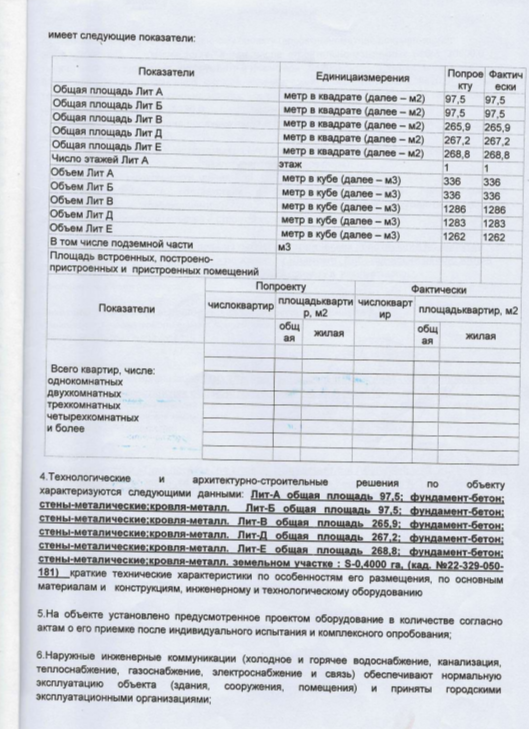 имеет следующие показатели:
Показатели Единицаизмерения Попроекту Фактически
Общая площадь Лит А метр в квадрате (далее – м2) 97,5 97,5
Общая площадь Лит Б метр в квадрате (далее – м2) 97,5 97,5
Общая площадь Лит В метр в квадрате (далее – м2) 265,9 265,9
Общая площадь Лит Д метр в квадрате (далее – м2) 267,2 267,2
Общая площадь Лит Е метр в квадрате (далее – м2) 268,8 268,8
Число этажей Лит А этаж 1 1
Объем Лит А метр в кубе (далее – м3) 336 336
Объем Лит Б метр в кубе (далее – м3) 336 336
Объем Лит В метр в кубе (далее – м3) 1286 1286
Объем Лит Д метр в кубе (далее – м3) 1283 1283
Объем Лит Е метр в кубе (далее – м3) 1262 1262
В том числе подземной части м3
Площадь встроенных, построено-
пристроенных и пристроенных помещений
Показатели Попроекту Фактически
числоквартир площадьквартир, м2 числоквартир площадьквартир, м2
общая жилая общая жилая
Всего квартир, числе:
однокомнатных
двухкомнатных
трехкомнатных
четырехкомнатных
и более
4.Технологические и архитектурно-строительные решения по объекту
характеризуются следующими данными: Лит-А общая площадь 97,5; фундамент-бетон;
стены-металические;кровля-металл. Лит-Б общая площадь 97,5; фундамент-бетон;
стены-металические;кровля-металл. Лит-В общая площадь 265,9; фундамент-бетон;
стены-металические;кровля-металл. Лит-Д общая площадь 267,2; фундамент-бетон;
стены-металические;кровля-металл. Лит-Е общая площадь 268,8; фундамент-бетон;
стены-металические;кровля-металл. земельном участке : S-0,4000 га, (кад. №22-329-050-
181) краткие технические характеристики по особенностям его размещения, по основным
материалам и конструкциям, инженерному и технологическому оборудованию
5.На объекте установлено предусмотренное проектом оборудование в количестве согласно
актам о его приемке после индивидуального испытания и комплексного опробования;
6.Наружные инженерные коммуникации (холодное и горячее водоснабжение, канализация,
теплоснабжение, газоснабжение, электроснабжение и связь) обеспечивают нормальную
эксплуатацию объекта (здания, сооружения, помещения) и приняты городскими
эксплуатационными организациями;